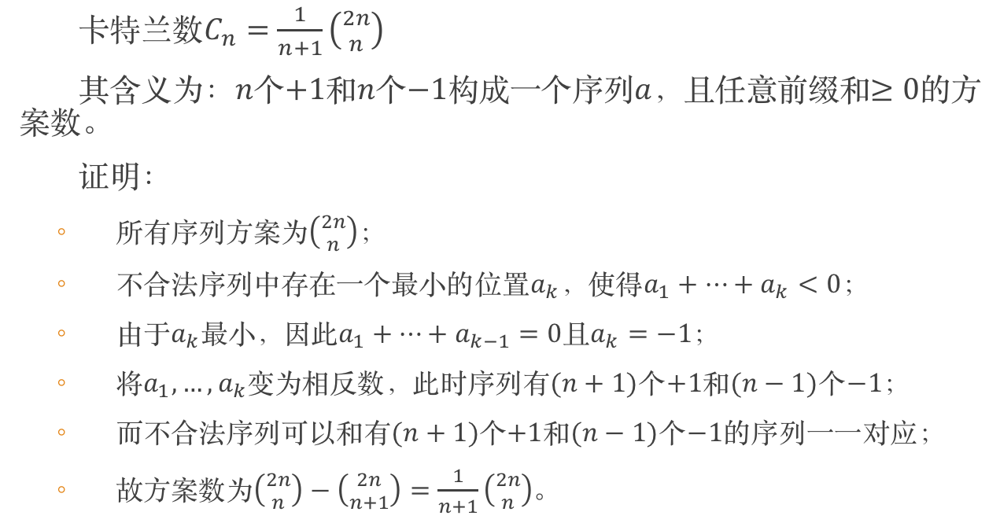 卡特兰数$C_n = \frac{1}{n+1}\binom{2n}{n}$
其含义为：$n$个$+1$和$n$个$-1$构成一个序列$a$，且任意前缀和$\geq 0$的方
案数。
证明：
◦ 所有序列方案为$\binom{2n}{n}$；
◦ 不合法序列中存在一个最小的位置$a_k$，使得$a_1 + \cdots + a_k < 0$；
◦ 由于$a_k$最小，因此$a_1 + \cdots + a_{k-1} = 0$且$a_k = -1$；
◦ 将$a_1, \ldots, a_k$变为相反数，此时序列有$(n+1)$个$+1$和$(n-1)$个$-1$；
◦ 而不合法序列可以和有$(n+1)$个$+1$和$(n-1)$个$-1$的序列一一对应；
◦ 故方案数为$\binom{2n}{n} - \binom{2n}{n+1} = \frac{1}{n+1}\binom{2n}{n}$。